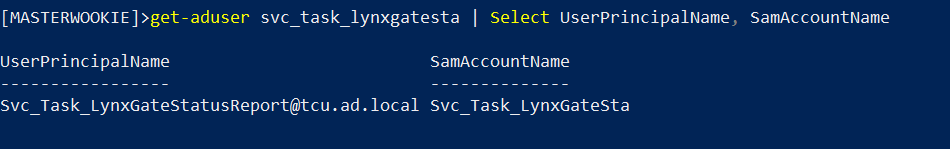 [MASTERWOOKIE]>get-aduser svc_task_lynxgatesta | Select UserPrincipalName, SamAccountName
UserPrincipalName SamAccountName
----------------- --------------
Svc_Task_LynxGateStatusReport@tcu.ad.local Svc_Task_LynxGateSta